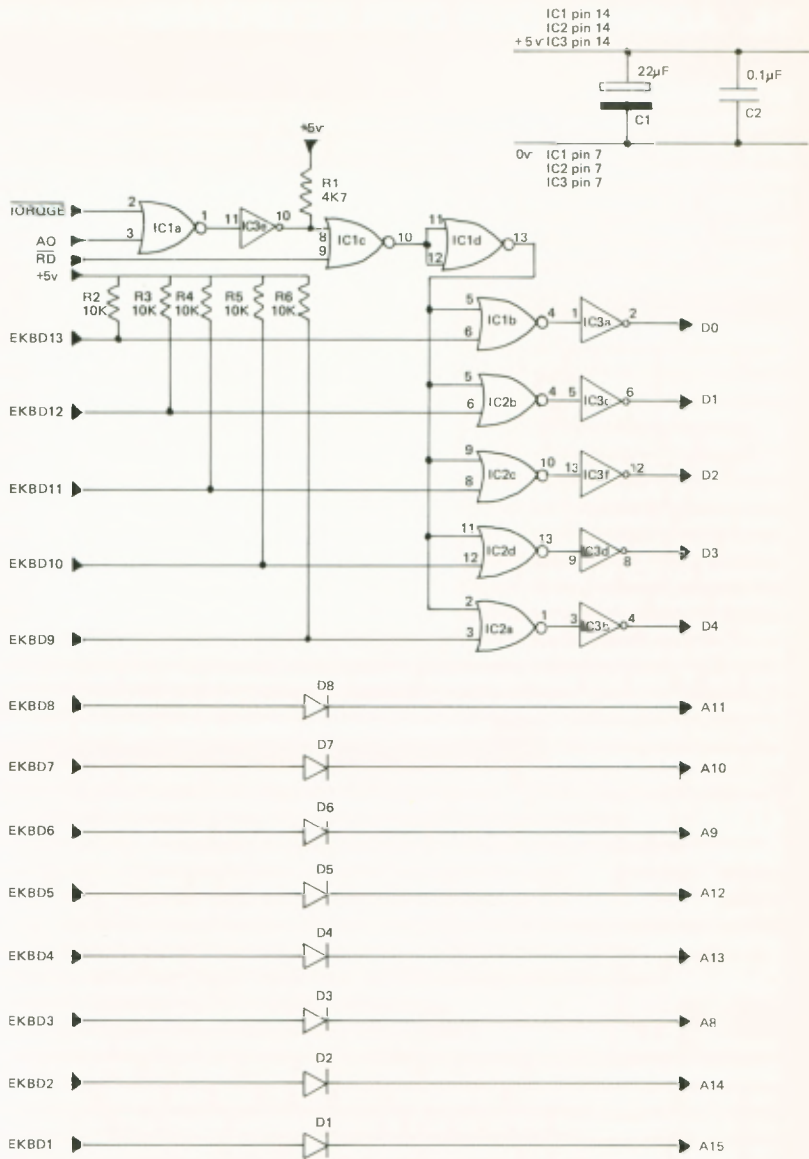 IC1 pin 14
IC2 pin 14
+5v IC3 pin 14
22µF
0.1µF
C1
C2
0v IC1 pin 7
IC2 pin 7
IC3 pin 7
+5v
R1
4K7
IORQGE
2
IC1a
1
11
IC3e
10
8
IC1c
10
11
IC1d
13
AO
3
9
12
RD
+5v
R2
10K
R3
10K
R4
10K
R5
10K
R6
10K
EKBD13
5
6
IC1b
4
1
IC3a
2
D0
EKBD12
5
6
IC2b
4
5
IC3c
6
D1
EKBD11
9
8
IC2c
10
13
IC3f
12
D2
EKBD10
11
12
IC2d
13
9
IC3d
8
D3
EKBD9
2
3
IC2a
1
3
IC3b
4
D4
EKBD8
D8
A11
EKBD7
D7
A10
EKBD6
D6
A9
EKBD5
D5
A12
EKBD4
D4
A13
EKBD3
D3
A8
EKBD2
D2
A14
EKBD1
D1
A15